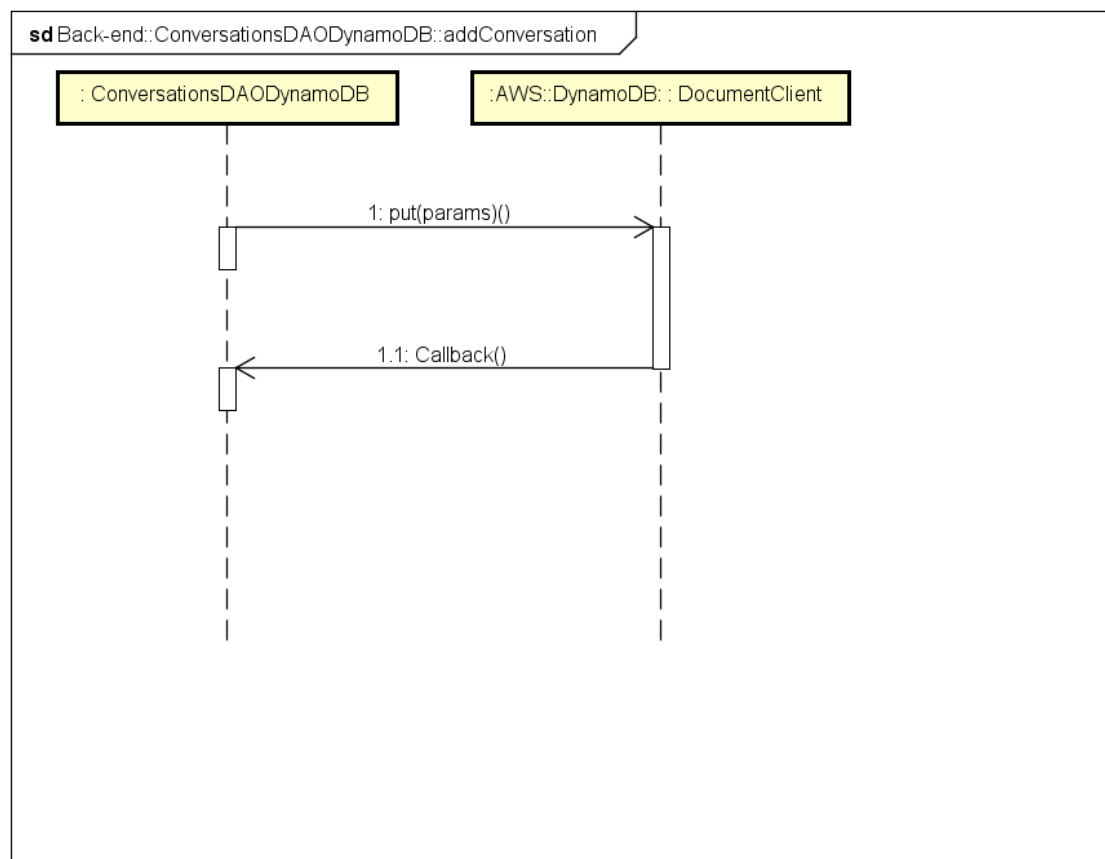 sd Back-end::ConversationsDAODynamoDB::addConversation
: ConversationsDAODynamoDB
:AWS::DynamoDB: : DocumentClient
1: put(params)()
1.1: Callback()